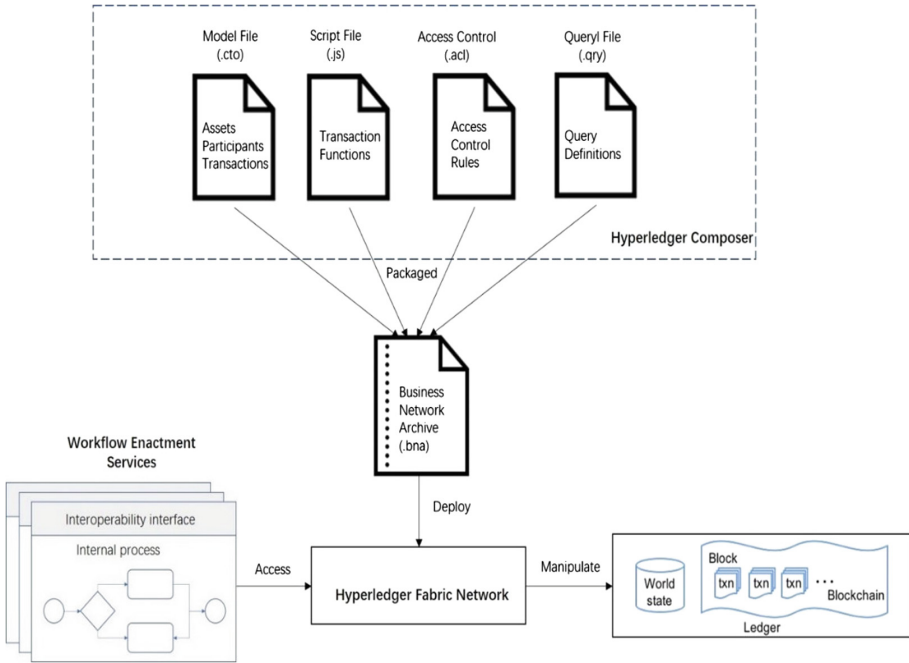 Model File
(.cto)
Script File
(.js)
Access Control
(.acl)
Queryl File
(.qry)
Assets
Participants
Transactions
Transaction
Functions
Access
Control
Rules
Query
Definitions
Hyperledger Composer
Packaged
Business
Network
Archive
(.bna)
Workflow Enactment
Services
Deploy
Interoperability interface
Internal process
Access
Hyperledger Fabric Network
Manipulate
World
state
Block
txn
txn
txn
...
Blockchain
Ledger